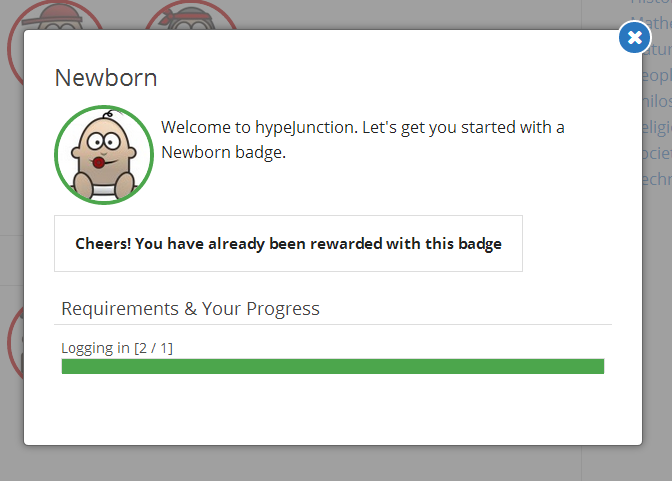 Newborn
Welcome to hypeJunction. Let's get you started with a
Newborn badge.
Cheers! You have already been rewarded with this badge
Requirements & Your Progress
Logging in [2 / 1]